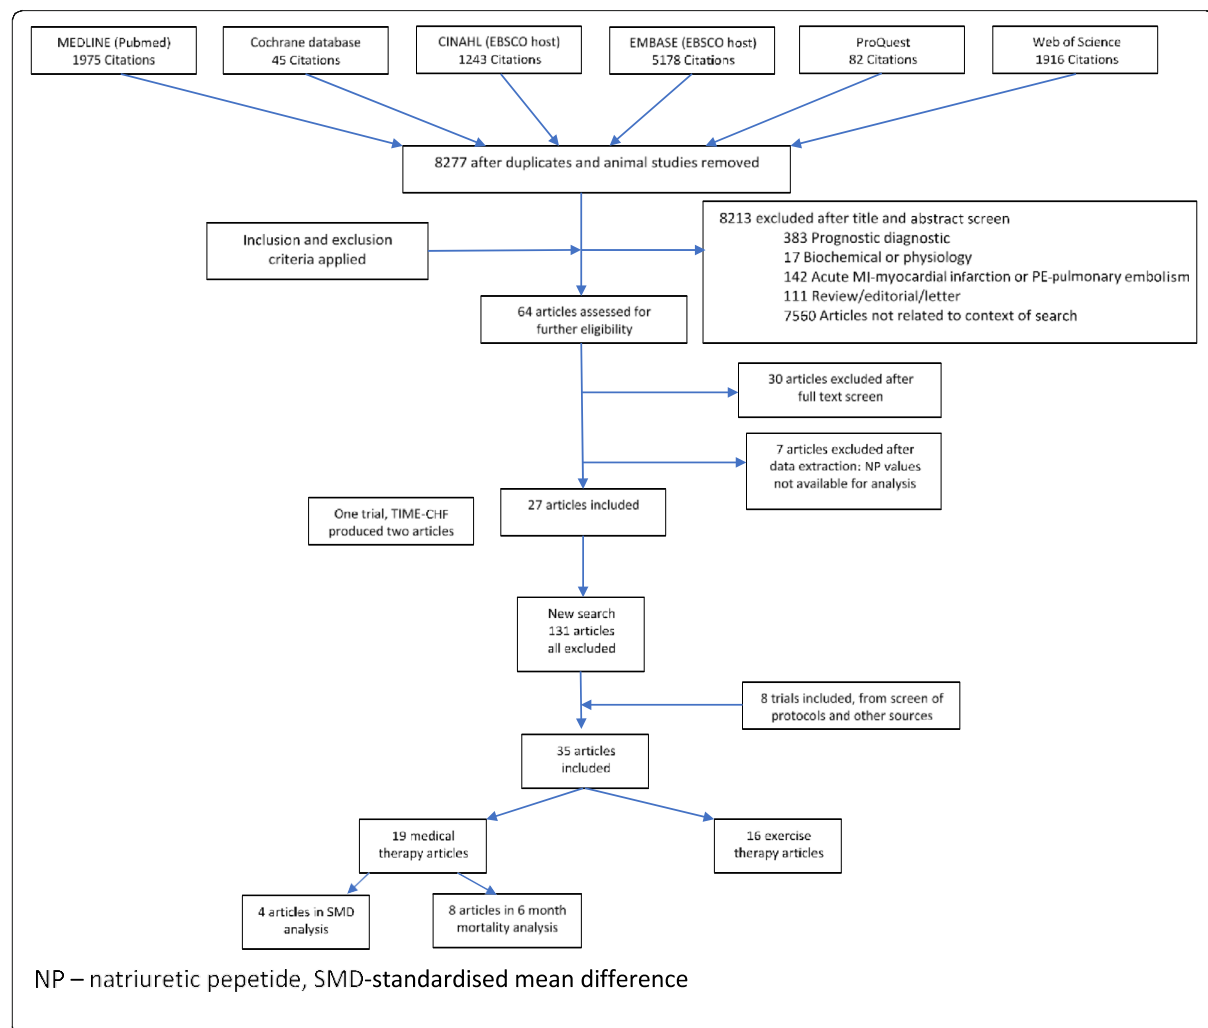 MEDLINE (Pubmed)
1975 Citations
Cochrane database
45 Citations
CINAHL (EBSCO host)
1243 Citations
EMBASE (EBSCO host)
5178 Citations
ProQuest
82 Citations
Web of Science
1916 Citations
8277 after duplicates and animal studies removed
Inclusion and exclusion
criteria applied
8213 excluded after title and abstract screen
383 Prognostic diagnostic
17 Biochemical or physiology
142 Acute MI-myocardial infarction or PE-pulmonary embolism
111 Review/editorial/letter
7560 Articles not related to context of search
64 articles assessed for
further eligibility
30 articles excluded after
full text screen
7 articles excluded after
data extraction: NP values
not available for analysis
27 articles included
One trial, TIME-CHF
produced two articles
New search
131 articles
all excluded
8 trials included, from screen of
protocols and other sources
35 articles
included
19 medical
therapy articles
16 exercise
therapy articles
4 articles in SMD
analysis
8 articles in 6 month
mortality analysis
NP – natriuretic pepetide, SMD-standardised mean difference